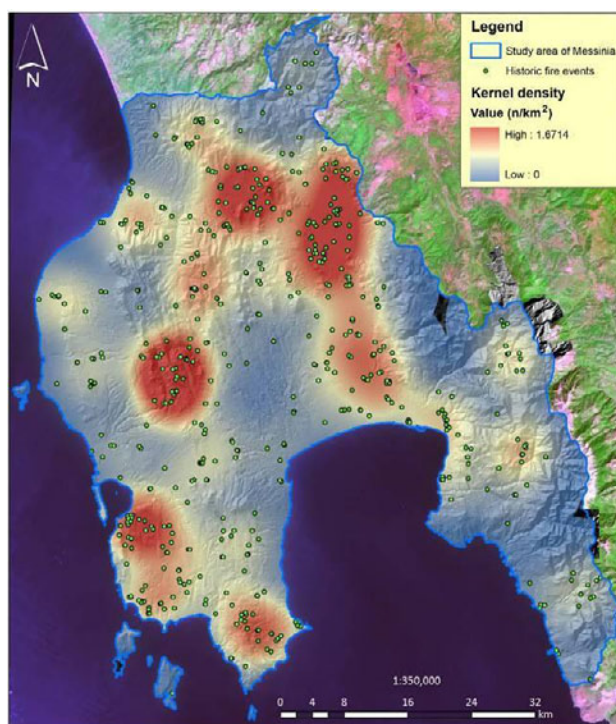 N
Legend
Study area of Messinia
Historic fire events
Kernel density
Value (n/km²)
High : 1.6714
Low : 0
1:350,000
0 4 8 16 24 32
km